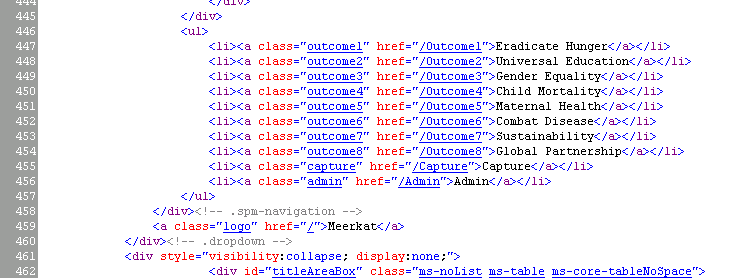 444 </div>
445 </div>
446 <ul>
447 <li><a class="outcome1" href="/Outcome1">Eradicate Hunger</a></li>
448 <li><a class="outcome2" href="/Outcome2">Universal Education</a></li>
449 <li><a class="outcome3" href="/Outcome3">Gender Equality</a></li>
450 <li><a class="outcome4" href="/Outcome4">Child Mortality</a></li>
451 <li><a class="outcome5" href="/Outcome5">Maternal Health</a></li>
452 <li><a class="outcome6" href="/Outcome6">Combat Disease</a></li>
453 <li><a class="outcome7" href="/Outcome7">Sustainability</a></li>
454 <li><a class="outcome8" href="/Outcome8">Global Partnership</a></li>
455 <li><a class="capture" href="/Capture">Capture</a></li>
456 <li><a class="admin" href="/Admin">Admin</a></li>
457 </ul>
458 </div><!-- .spm-navigation -->
459 <a class="logo" href="/">Meerkat</a>
460 </div><!-- .dropdown -->
461 <div style="visibility:collapse; display:none;">
462 <div id="titleAreaBox" class="ms-noList ms-table ms-core-tableNoSpace">